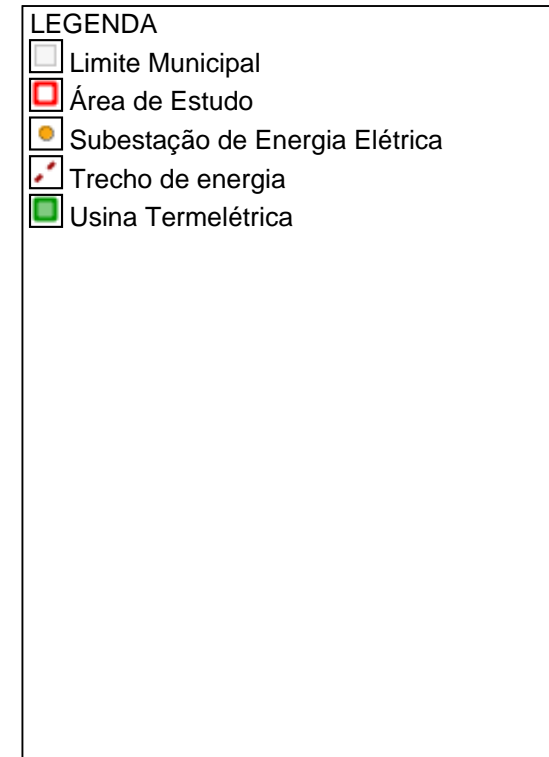 LEGENDA
Limite Municipal
Área de Estudo
Subestação de Energia Elétrica
Trecho de energia
Usina Termelétrica